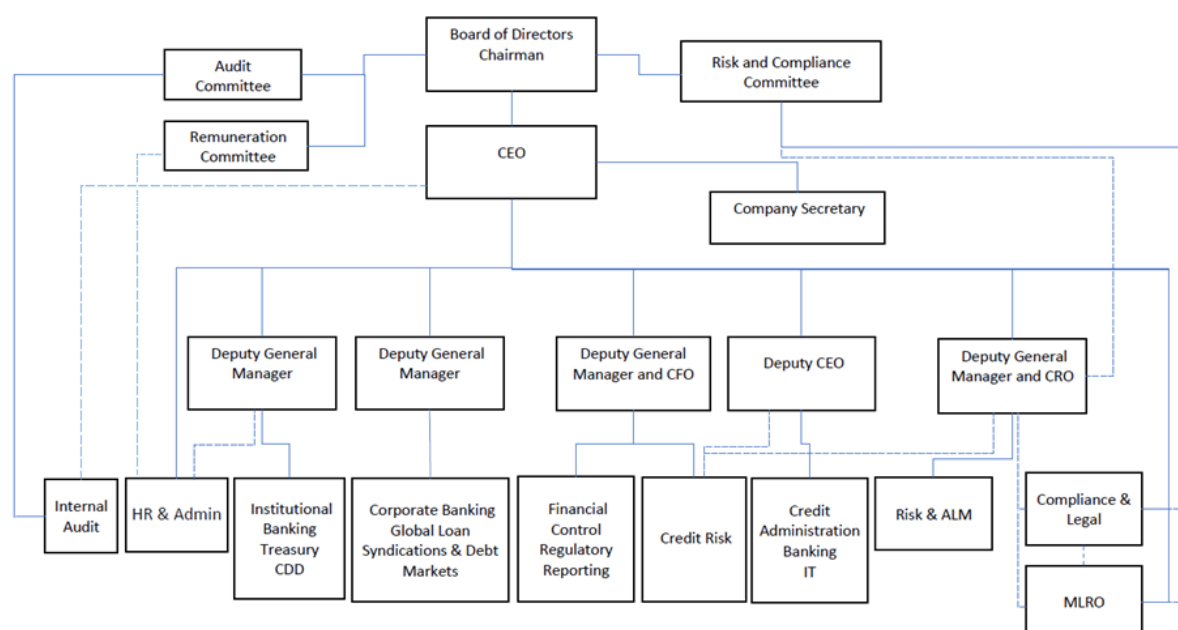 Board of Directors
Chairman
Audit
Committee
Risk and Compliance
Committee
Remuneration
Committee
CEO
Company Secretary
Deputy General
Manager
Deputy General
Manager
Deputy General
Manager and CFO
Deputy CEO
Deputy General
Manager and CRO
Internal
Audit
HR & Admin
Institutional
Banking
Treasury
CDD
Corporate Banking
Global Loan
Syndications & Debt
Markets
Financial
Control
Regulatory
Reporting
Credit Risk
Credit
Administration
Banking
IT
Risk & ALM
Compliance &
Legal
MLRO